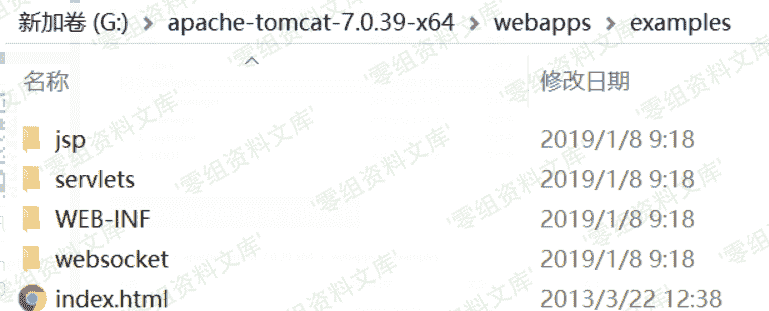 新加卷 (G:) > apache-tomcat-7.0.39-x64 > webapps > examples
名称 修改日期
jsp 2019/1/8 9:18
servlets 2019/1/8 9:18
WEB-INF 2019/1/8 9:18
websocket 2019/1/8 9:18
index.html 2013/3/22 12:38
'零组资料文库'